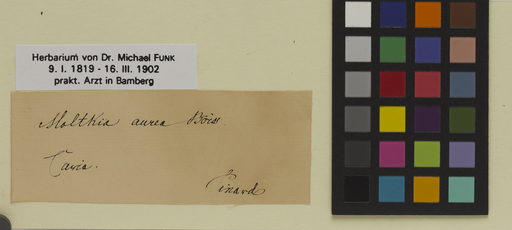 Herbarium von Dr. Michael FUNK
9. I. 1819 - 16. III. 1902
prakt. Arzt in Bamberg
Moltkia aurea Boiss.
Caria.
Pinard